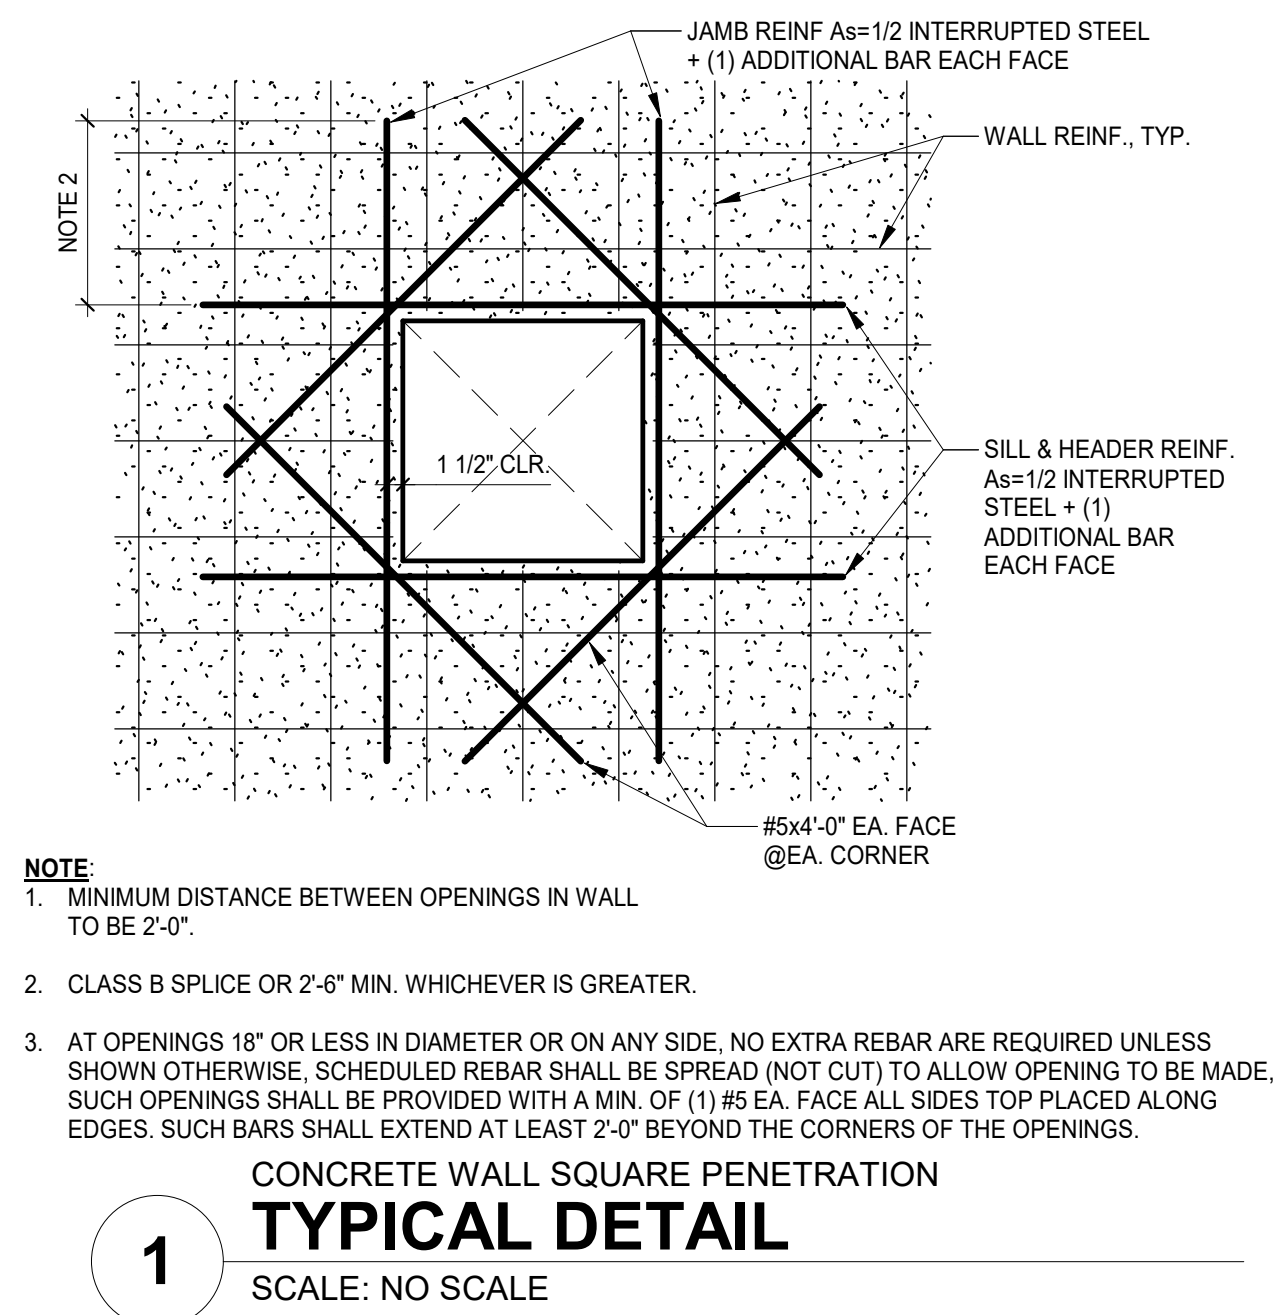 JAMB REINF As=1/2 INTERRUPTED STEEL
+ (1) ADDITIONAL BAR EACH FACE
WALL REINF., TYP.
NOTE 2
1 1/2" CLR.
SILL & HEADER REINF.
As=1/2 INTERRUPTED
STEEL + (1)
ADDITIONAL BAR
EACH FACE
#5x4'-0" EA. FACE
@EA. CORNER
NOTE:
1. MINIMUM DISTANCE BETWEEN OPENINGS IN WALL
TO BE 2'-0".
2. CLASS B SPLICE OR 2'-6" MIN. WHICHEVER IS GREATER.
3. AT OPENINGS 18" OR LESS IN DIAMETER OR ON ANY SIDE, NO EXTRA REBAR ARE REQUIRED UNLESS
SHOWN OTHERWISE, SCHEDULED REBAR SHALL BE SPREAD (NOT CUT) TO ALLOW OPENING TO BE MADE,
SUCH OPENINGS SHALL BE PROVIDED WITH A MIN. OF (1) #5 EA. FACE ALL SIDES TOP PLACED ALONG
EDGES. SUCH BARS SHALL EXTEND AT LEAST 2'-0" BEYOND THE CORNERS OF THE OPENINGS.
CONCRETE WALL SQUARE PENETRATION
1 TYPICAL DETAIL
SCALE: NO SCALE